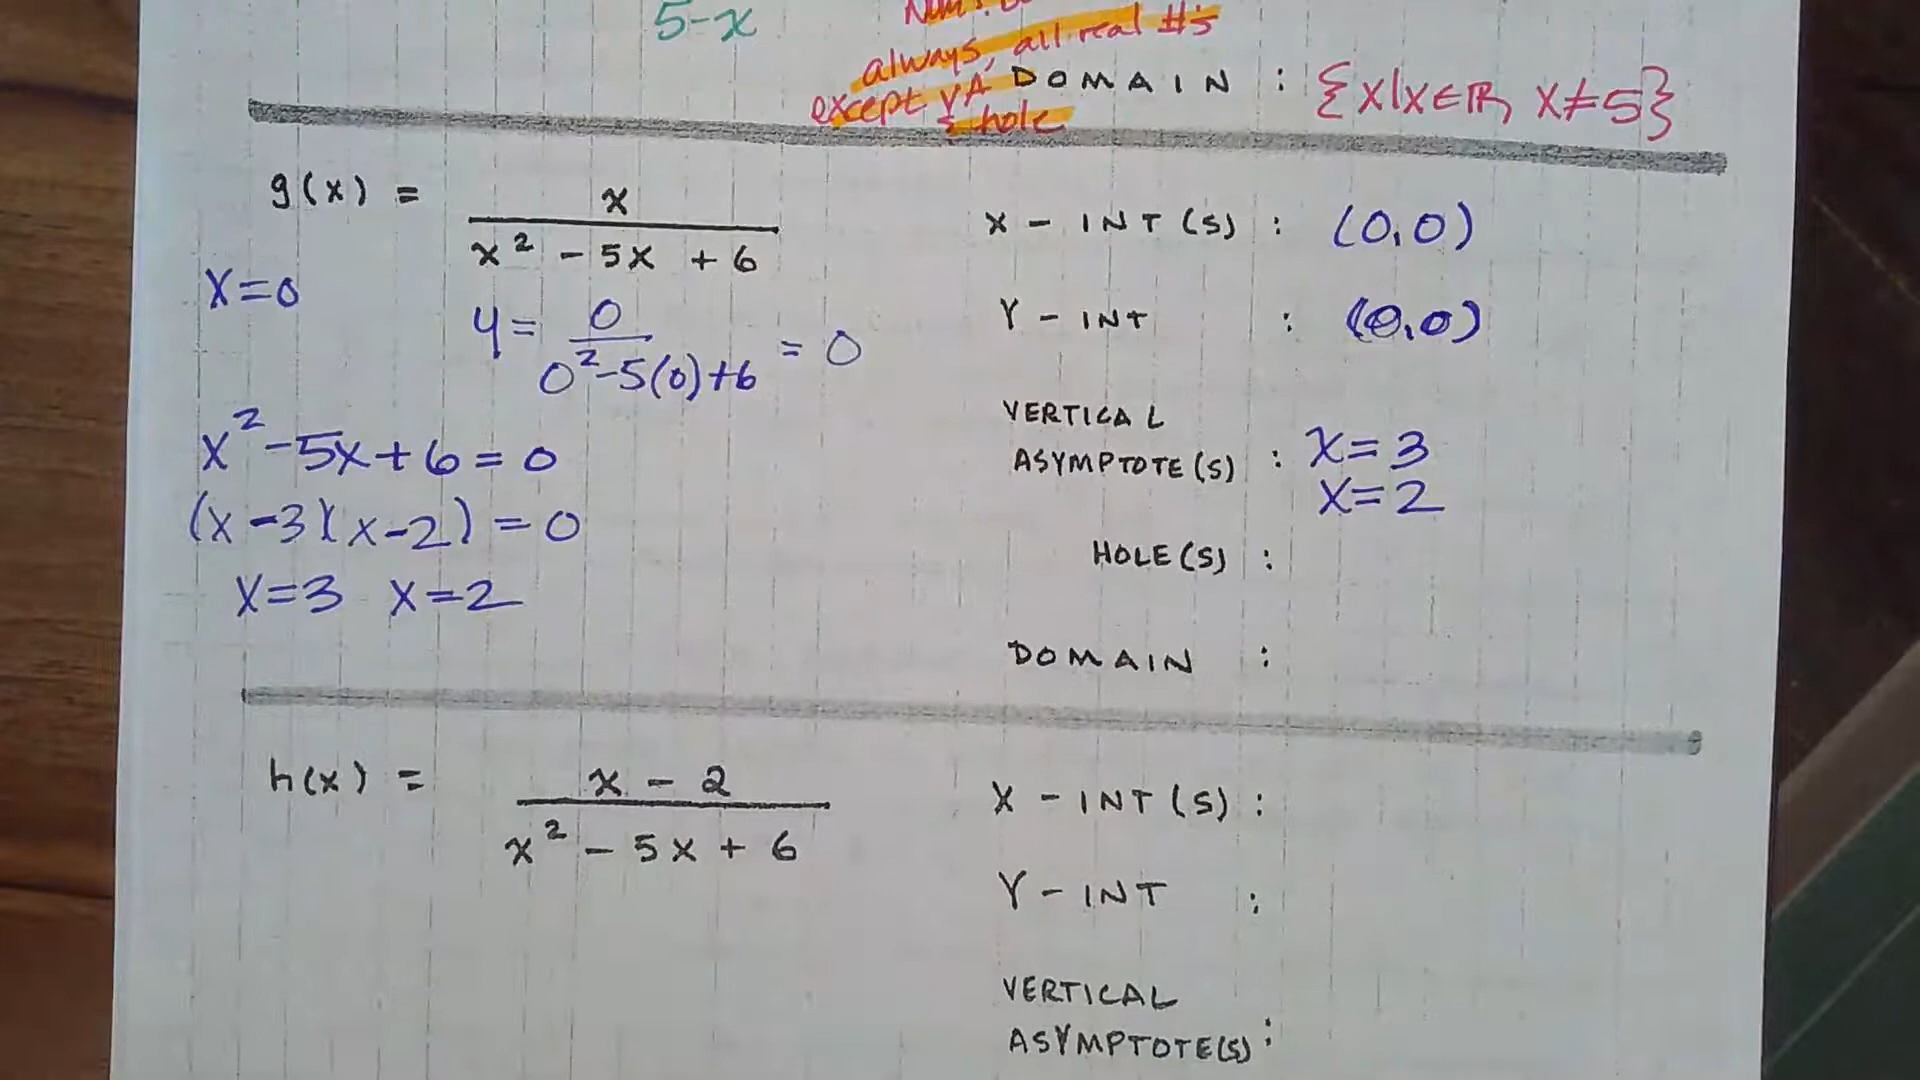 5-x
always, all real #'s
except VA
& hole
DOMAIN : {x|x∈ℝ, x≠5}
g(x) = x / x² - 5x + 6
x=0
y = 0 / 0²-5(0)+6 = 0
x²-5x+6=0
(x-3)(x-2)=0
x=3 x=2
X-INT(S) : (0,0)
Y-INT : (0,0)
VERTICAL
ASYMPTOTE(S) : x=3
x=2
HOLE(S) :
DOMAIN :
h(x) = x - 2 / x² - 5x + 6
X-INT(S) :
Y-INT :
VERTICAL
ASYMPTOTE(S) :